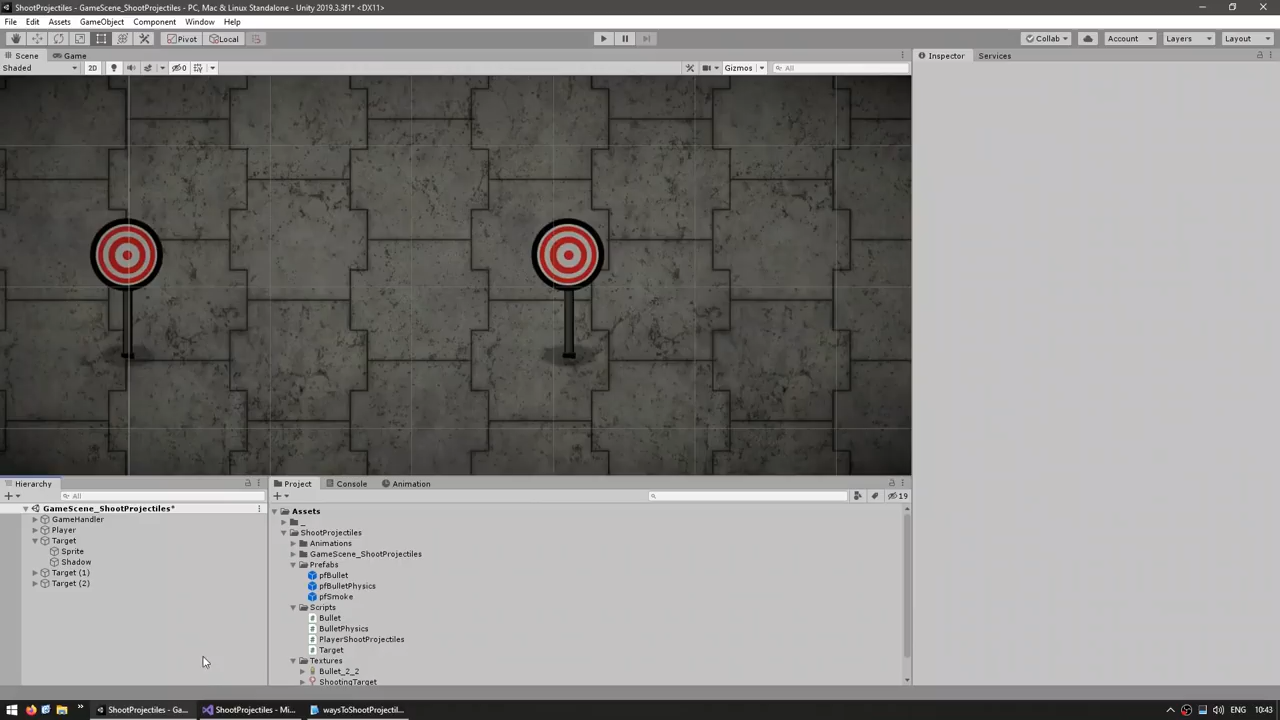 ShootProjectiles - GameScene_ShootProjectiles - PC, Mac & Linux Standalone - Unity 2019.3.3f1* <DX11>
File Edit Assets GameObject Component Window Help
Pivot Local Collab Account Layers Layout
Scene Game Inspector Services
Shaded 2D 0 Gizmos All
Hierarchy Project Console Animation
All 19
GameScene_ShootProjectiles* Assets
GameHandler _
Player ShootProjectiles
Target Animations
Sprite GameScene_ShootProjectiles
Shadow Prefabs
Target (1) pfBullet
Target (2) pfBulletPhysics
pfSmoke
Scripts
# Bullet
# BulletPhysics
# PlayerShootProjectiles
# Target
Textures
Bullet_2_2
ShootingTarget
>> ShootProjectiles - Ga... ShootProjectiles - Mi... waysToShootProjectil... ENG 10:43